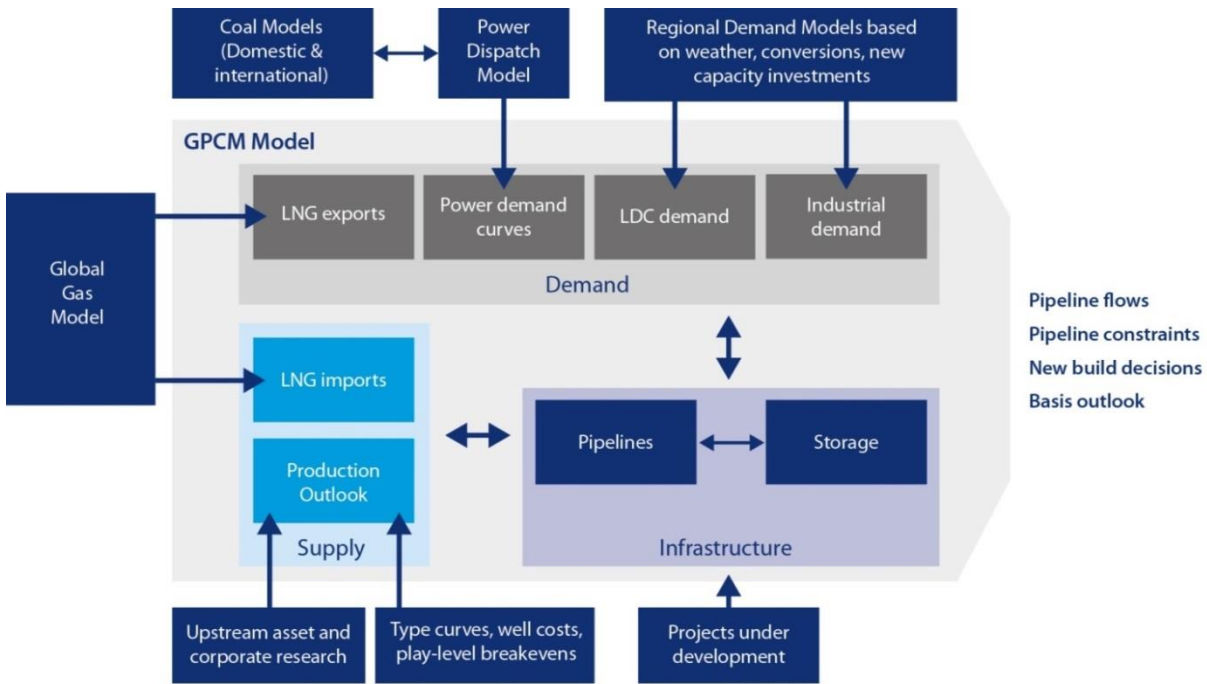 Coal Models
(Domestic &
international)
Power
Dispatch
Model
Regional Demand Models based
on weather, conversions, new
capacity investments
GPCM Model
Global
Gas
Model
LNG exports
Power demand
curves
LDC demand
Industrial
demand
Demand
LNG imports
Production
Outlook
Supply
Pipelines
Storage
Infrastructure
Pipeline flows
Pipeline constraints
New build decisions
Basis outlook
Upstream asset and
corporate research
Type curves, well costs,
play-level breakevens
Projects under
development